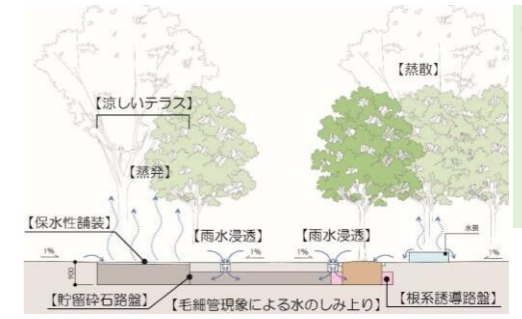 【蒸散】
【涼しいテラス】
【蒸発】
【保水性舗装】
【雨水浸透】
【雨水浸透】
水景
1%
1%
1%
1%
900
【貯留砕石路盤】
【毛細管現象による水のしみ上り】
【根系誘導路盤】